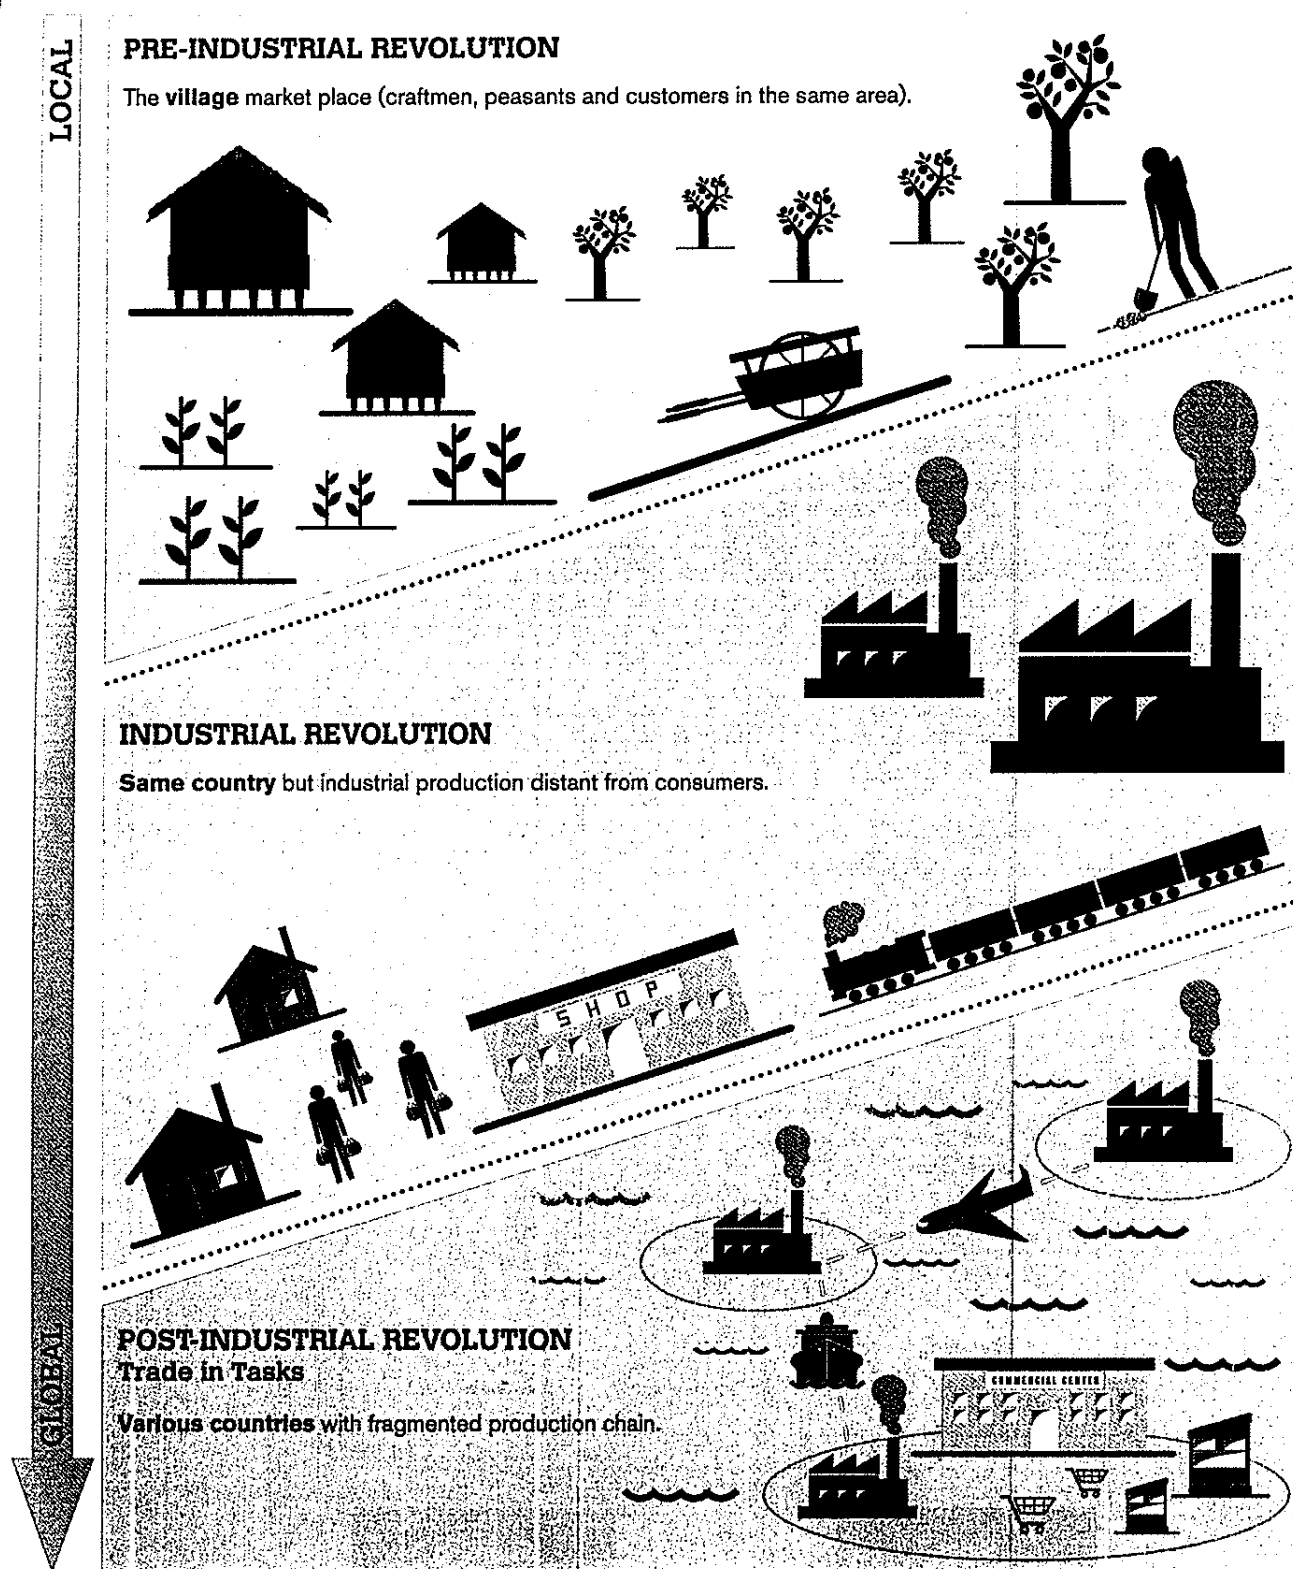 LOCAL
PRE-INDUSTRIAL REVOLUTION
The village market place (craftmen, peasants and customers in the same area).
INDUSTRIAL REVOLUTION
Same country but industrial production distant from consumers.
SHOP
POST-INDUSTRIAL REVOLUTION
Trade in Tasks
Various countries with fragmented production chain.
COMMERCIAL CENTER
GLOBAL